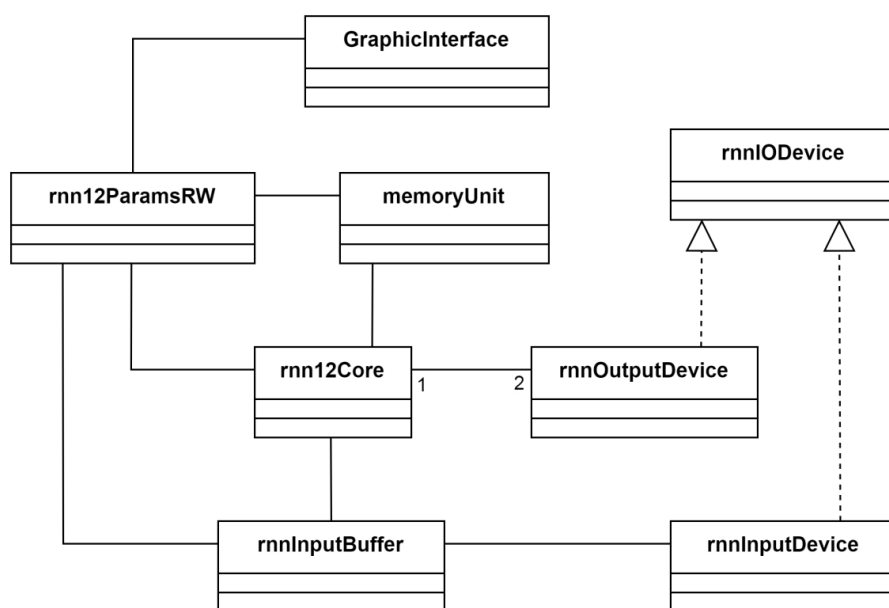 GraphicInterface
rnnIODevice
rnn12ParamsRW
memoryUnit
rnn12Core
1
2
rnnOutputDevice
rnnInputBuffer
rnnInputDevice